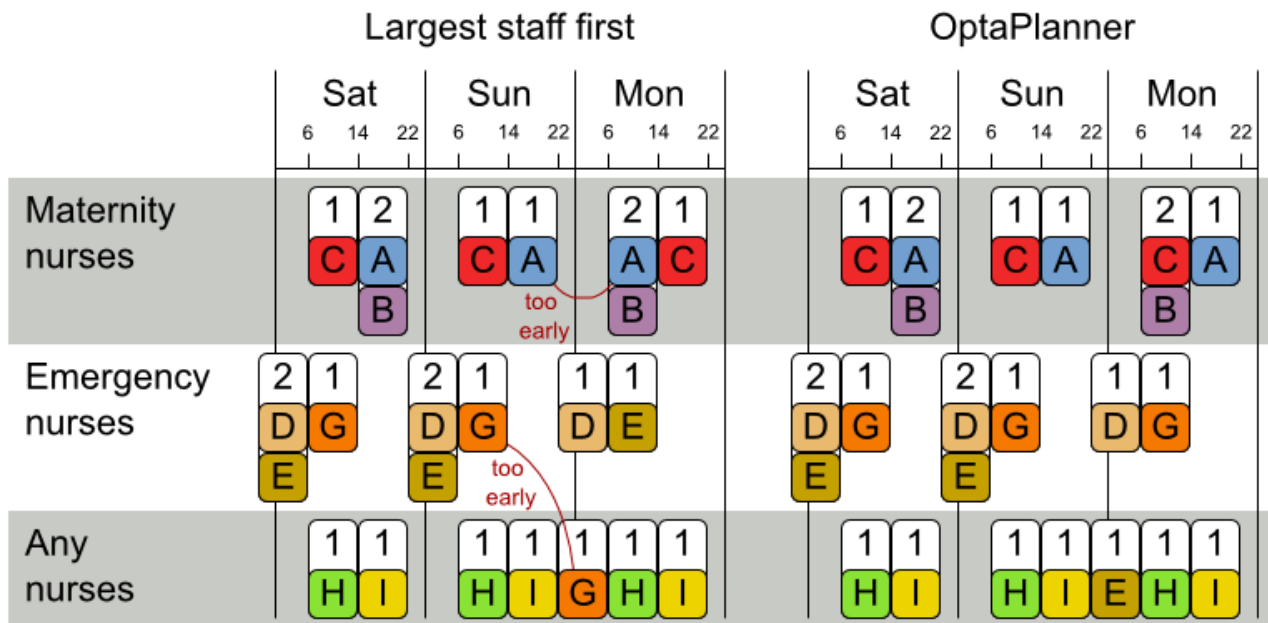 Largest staff first OptaPlanner
Sat Sun Mon Sat Sun Mon
6 14 22 6 14 22 6 14 22 6 14 22 6 14 22 6 14 22
Maternity 1 2 1 1 2 1 1 2 1 1 2 1
nurses C A C A A C C A C A C A
too B B B B
early
Emergency 2 1 2 1 1 1 2 1 2 1 1 1
nurses D G D G D E D G D G D G
E E too E E
early
Any 1 1 1 1 1 1 1 1 1 1 1 1 1 1
nurses H I H I G H I H I H I E H I